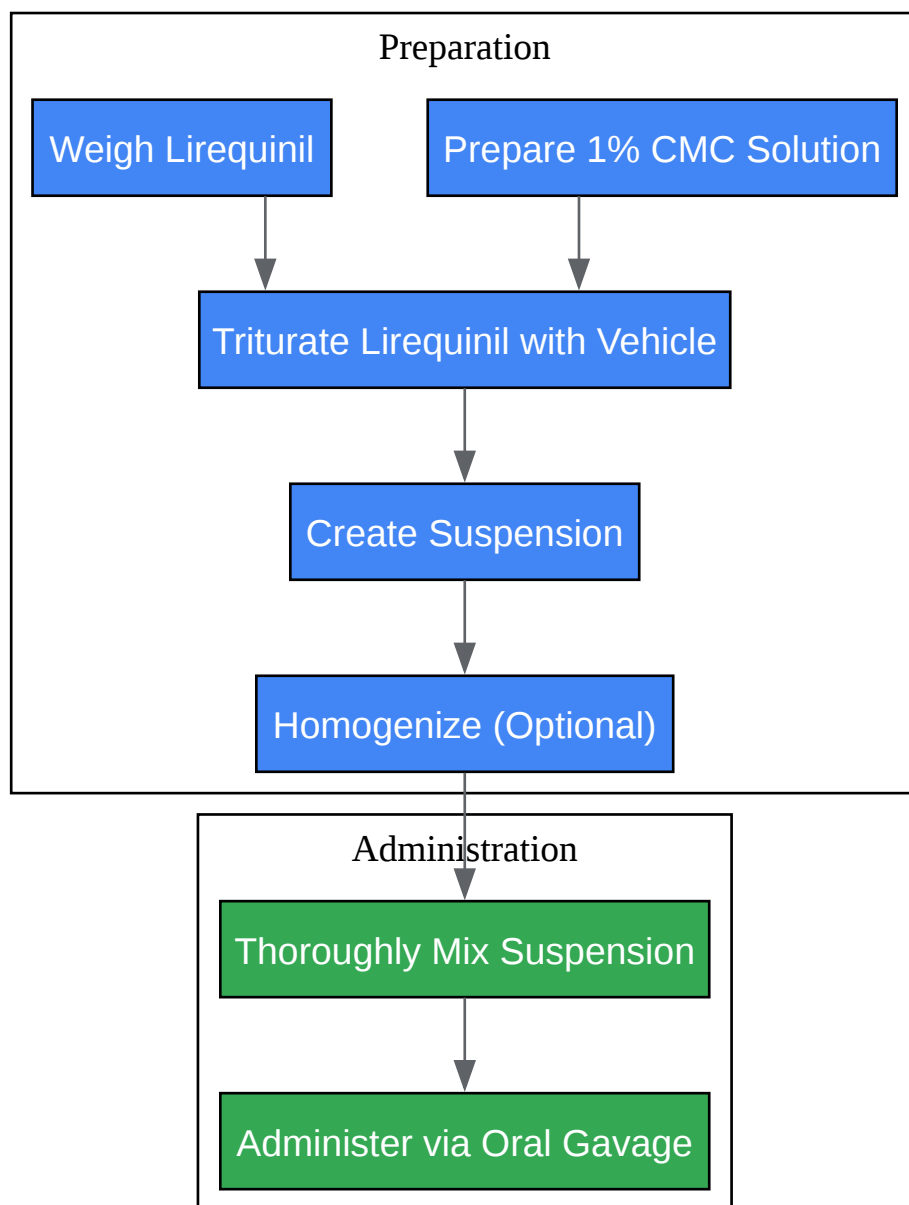 Preparation
Weigh Lirequinil
Prepare 1% CMC Solution
Triturate Lirequinil with Vehicle
Create Suspension
Homogenize (Optional)
Administration
Thoroughly Mix Suspension
Administer via Oral Gavage